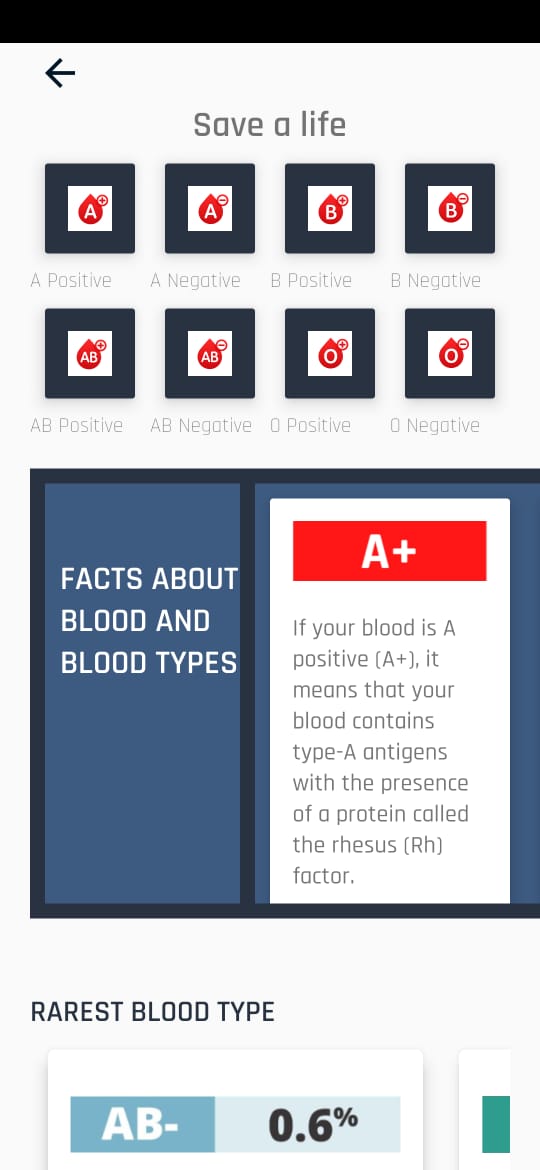 Save a life
A
A
B
B
A Positive
A Negative
B Positive
B Negative
AB
AB
O
O
AB Positive
AB Negative
O Positive
O Negative
FACTS ABOUT
BLOOD AND
BLOOD TYPES
A+
If your blood is A
positive (A+), it
means that your
blood contains
type-A antigens
with the presence
of a protein called
the rhesus (Rh)
factor.
RAREST BLOOD TYPE
AB-
0.6%